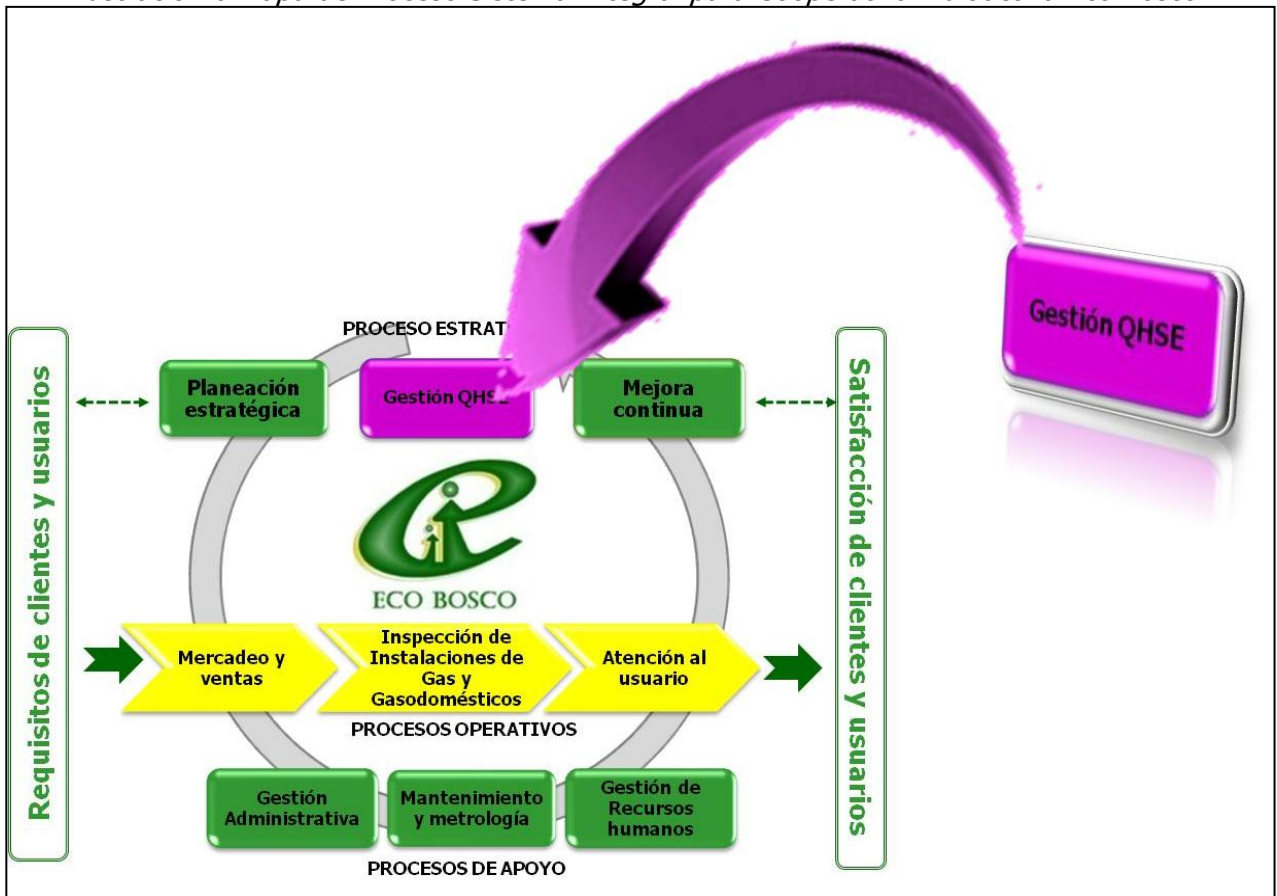 PROCESO ESTRAT
Gestión QHSE
Requisitos de clientes y usuarios
Planeación
estratégica
Gestión QHSE
Mejora
continua
Satisfacción de clientes y usuarios
ECO BOSCO
Mercadeo y
ventas
Inspección de
Instalaciones de
Gas y
Gasodomésticos
Atención al
usuario
PROCESOS OPERATIVOS
Gestión
Administrativa
Mantenimiento
y metrología
Gestión de
Recursos
humanos
PROCESOS DE APOYO